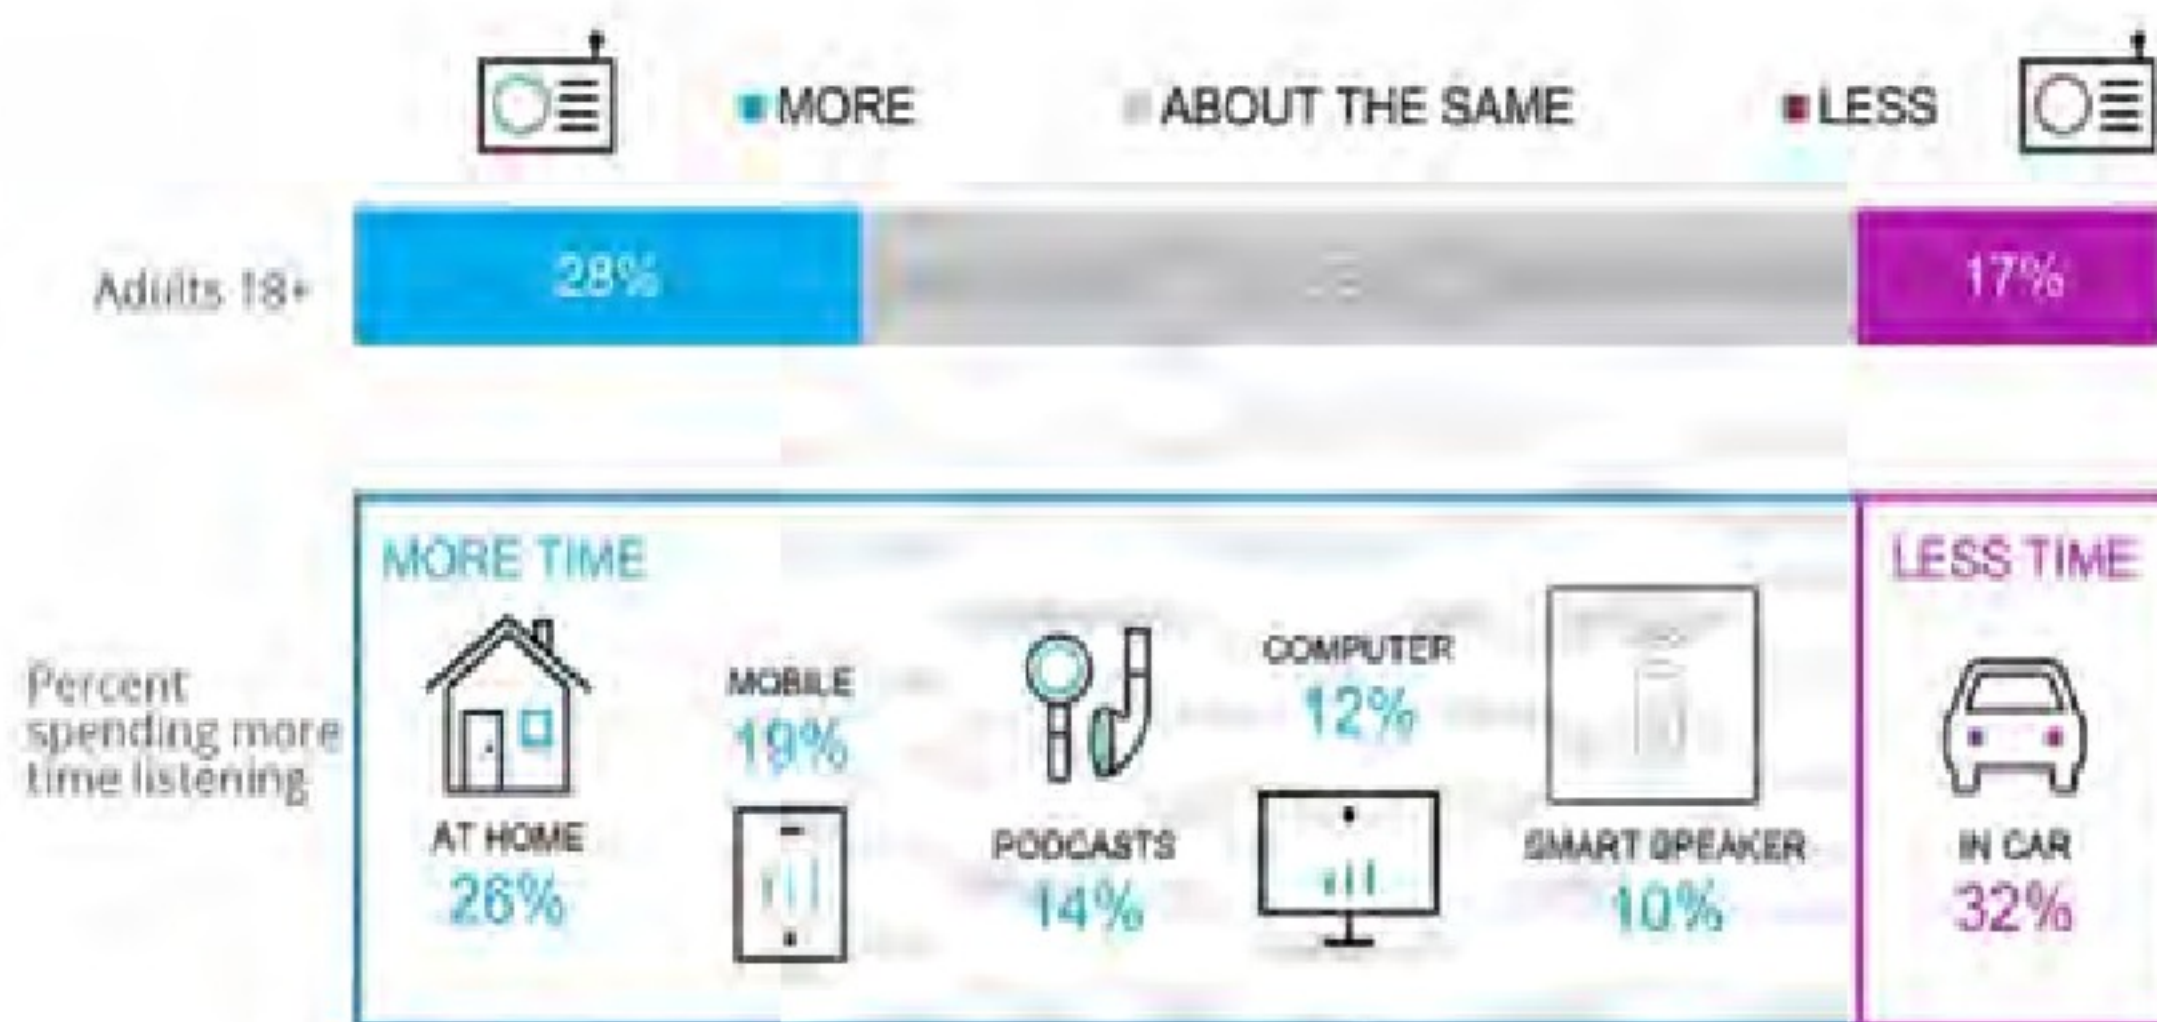 MORE
ABOUT THE SAME
LESS
Adults 18+
28%
17%
MORE TIME
LESS TIME
Percent
spending more
time listening
AT HOME
26%
MOBILE
19%
PODCASTS
14%
COMPUTER
12%
SMART SPEAKER
10%
IN CAR
32%